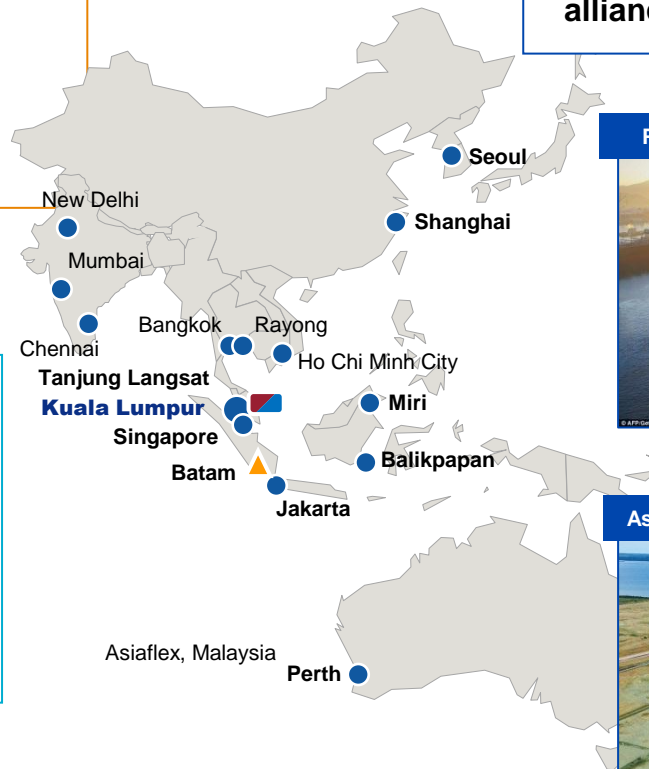 allianc
P
Seoul
New Delhi
Shanghai
Mumbai
Bangkok
Rayong
Chennai
Ho Chi Minh City
Tanjung Langsat
Kuala Lumpur
Miri
Singapore
Balikpapan
Batam
Jakarta
As
Asiaflex, Malaysia
Perth